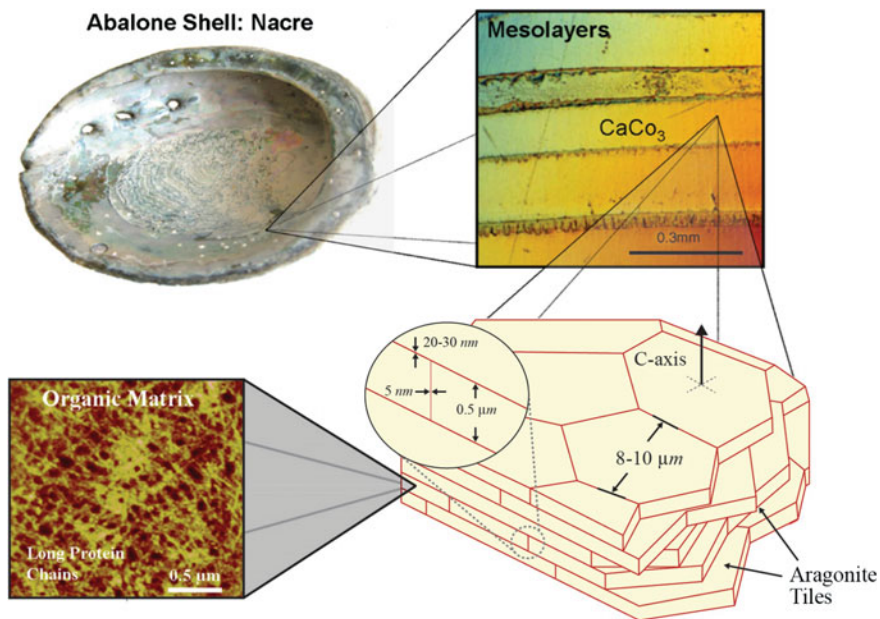 Abalone Shell: Nacre
Mesolayers
CaCo₃
0.3mm
20-30 nm
5 nm
0.5 μm
C-axis
8-10 μm
Organic Matrix
Long Protein
Chains
0.5 μm
Aragonite
Tiles